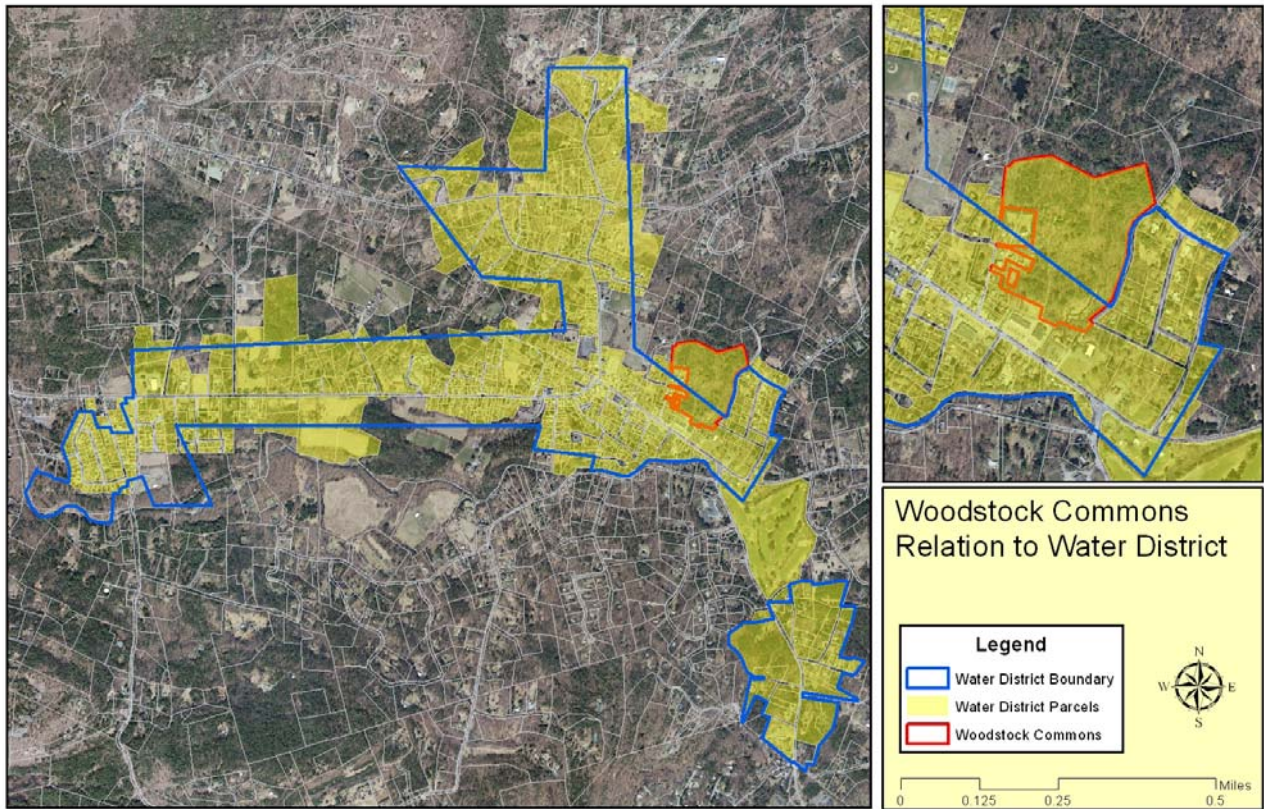 Woodstock Commons
Relation to Water District
Legend
Water District Boundary
Water District Parcels
Woodstock Commons
N
W E
S
Miles
0 0.125 0.25 0.5